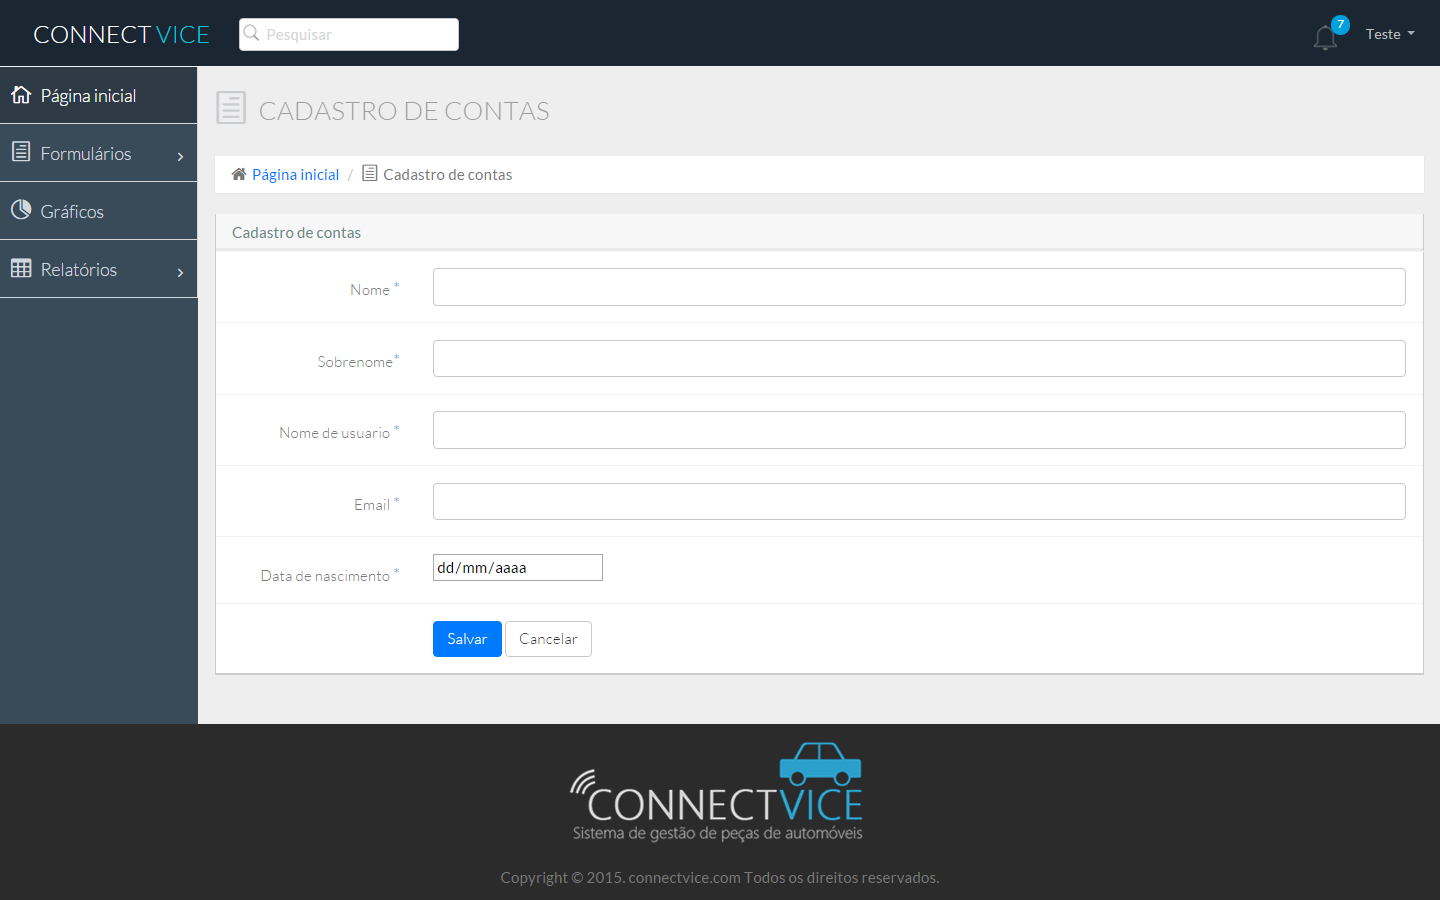 CONNECT VICE
Pesquisar
7
Teste
Página inicial
Formulários
Gráficos
Relatórios
CADASTRO DE CONTAS
Página inicial / Cadastro de contas
Cadastro de contas
Nome *
Sobrenome*
Nome de usuario *
Email *
Data de nascimento *
dd/mm/aaaa
Salvar
Cancelar
CONNECTVICE
Sistema de gestão de peças de automóveis
Copyright © 2015. connectvice.com Todos os direitos reservados.